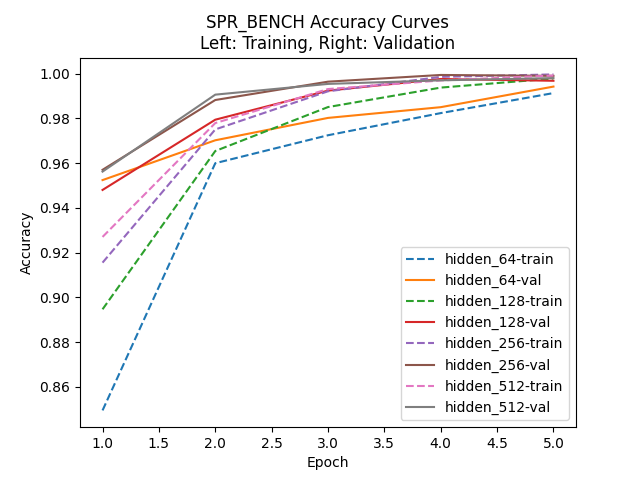 SPR_BENCH Accuracy Curves
Left: Training, Right: Validation
Accuracy
1.00
0.98
0.96
0.94
0.92
0.90
0.88
0.86
hidden_64-train
hidden_64-val
hidden_128-train
hidden_128-val
hidden_256-train
hidden_256-val
hidden_512-train
hidden_512-val
1.0 1.5 2.0 2.5 3.0 3.5 4.0 4.5 5.0
Epoch